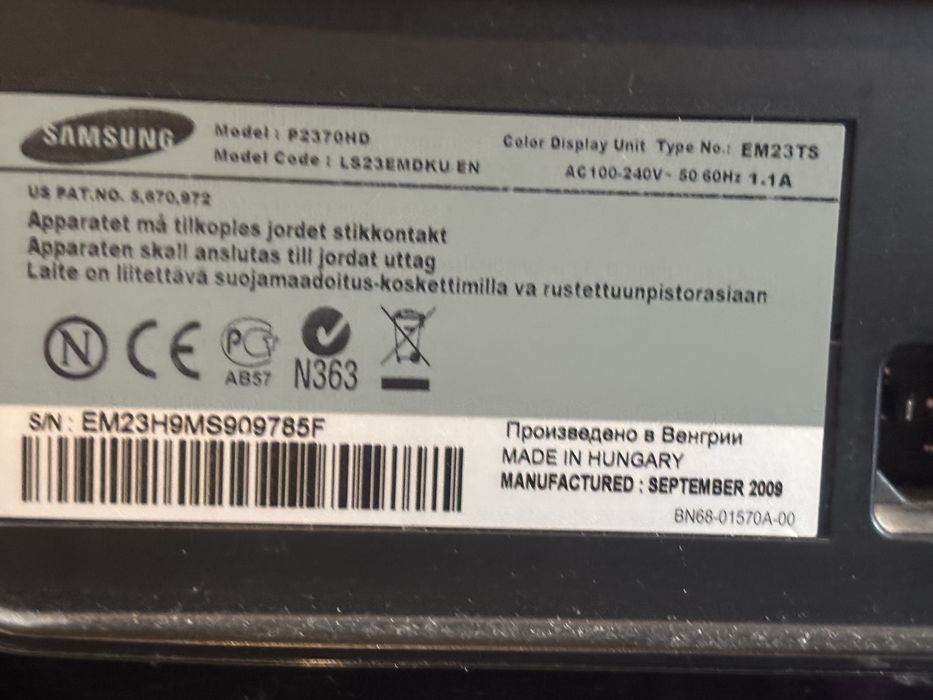 SAMSUNG
Model : P2370HD
Model Code : LS23EMDKU EN
Color Display Unit Type No.: EM23TS
AC100-240V~ 50 60Hz 1.1A
US PAT.NO. 5,670,972
Apparatet må tilkoples jordet stikkontakt
Apparaten skall anslutas till jordat uttag
Laite on liitettävä suojamaadoitus-koskettimilla va rustettuunpistorasiaan
N CE PC
AB57 N363
S/N : EM23H9MS909785F
Произведено в Венгрии
MADE IN HUNGARY
MANUFACTURED : SEPTEMBER 2009
BN68-01570A-00